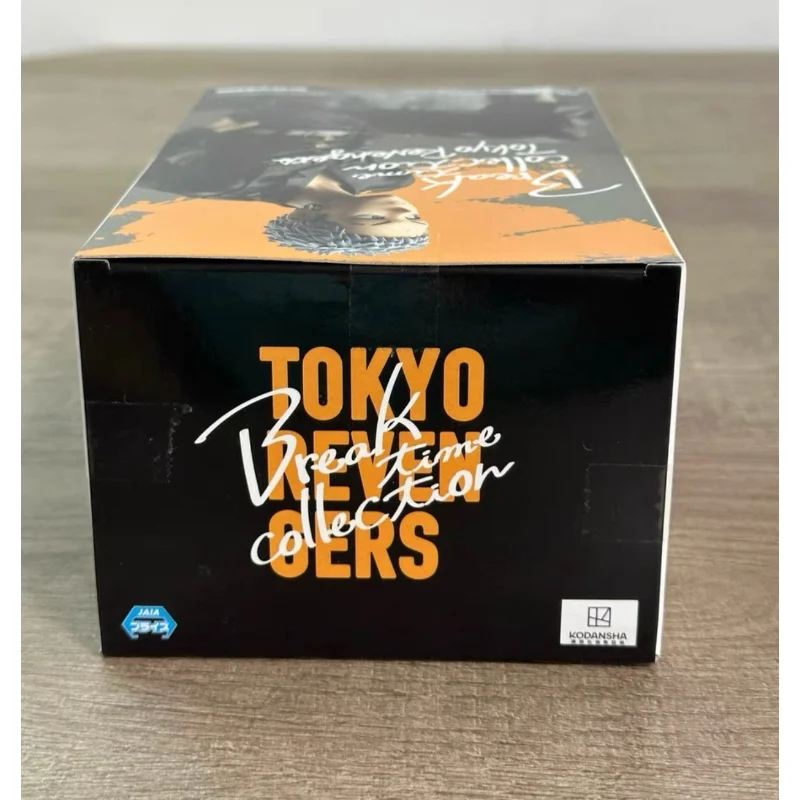 Break
time
collection
Tokyo Revengers
TOKYO
REVEN
GERS
Break
time
collection
JAIA
プライズ
KODANSHA